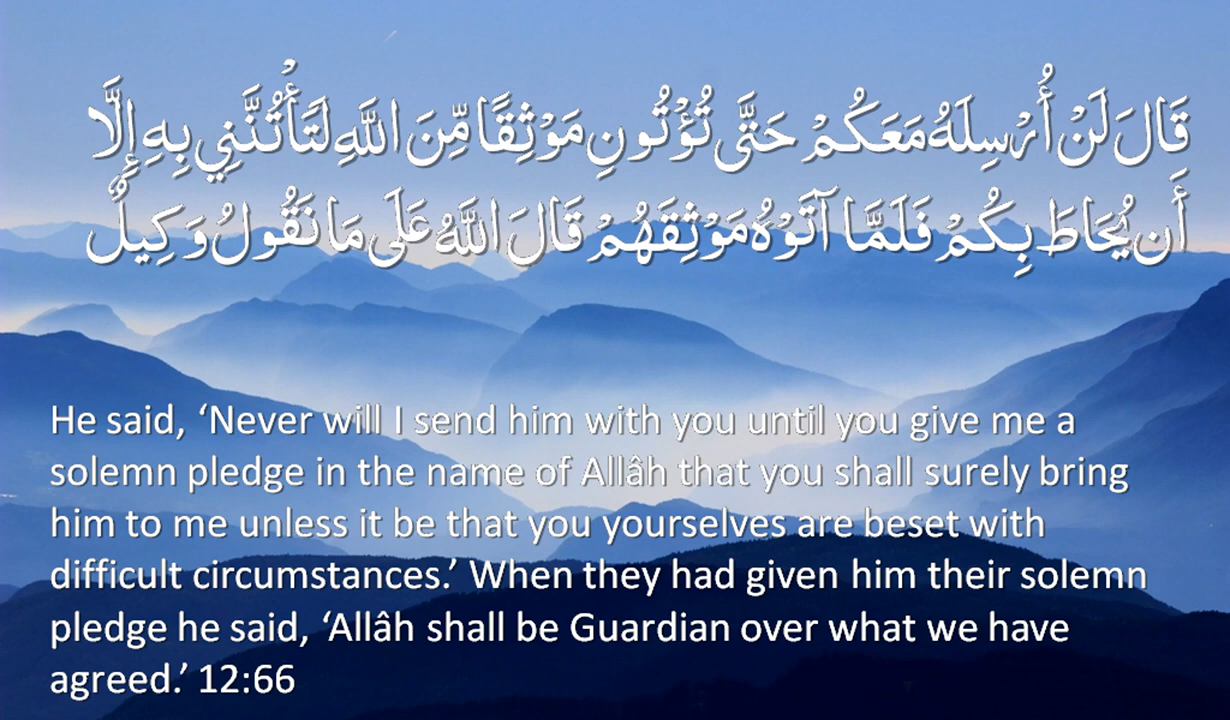 قَالَ لَنْ أُرْسِلَهُ مَعَكُمْ حَتَّى تُؤْتُونِ مَوْثِقًا مِّنَ اللَّهِ لَتَأْتُنَّنِي بِهِ إِلَّا
أَن يُحَاطَ بِكُمْ فَلَمَّا آتَوْهُ مَوْثِقَهُمْ قَالَ اللَّهُ عَلَى مَا نَقُولُ وَكِيلٌ
He said, ‘Never will I send him with you until you give me a
solemn pledge in the name of Allâh that you shall surely bring
him to me unless it be that you yourselves are beset with
difficult circumstances.’ When they had given him their solemn
pledge he said, ‘Allâh shall be Guardian over what we have
agreed.’ 12:66